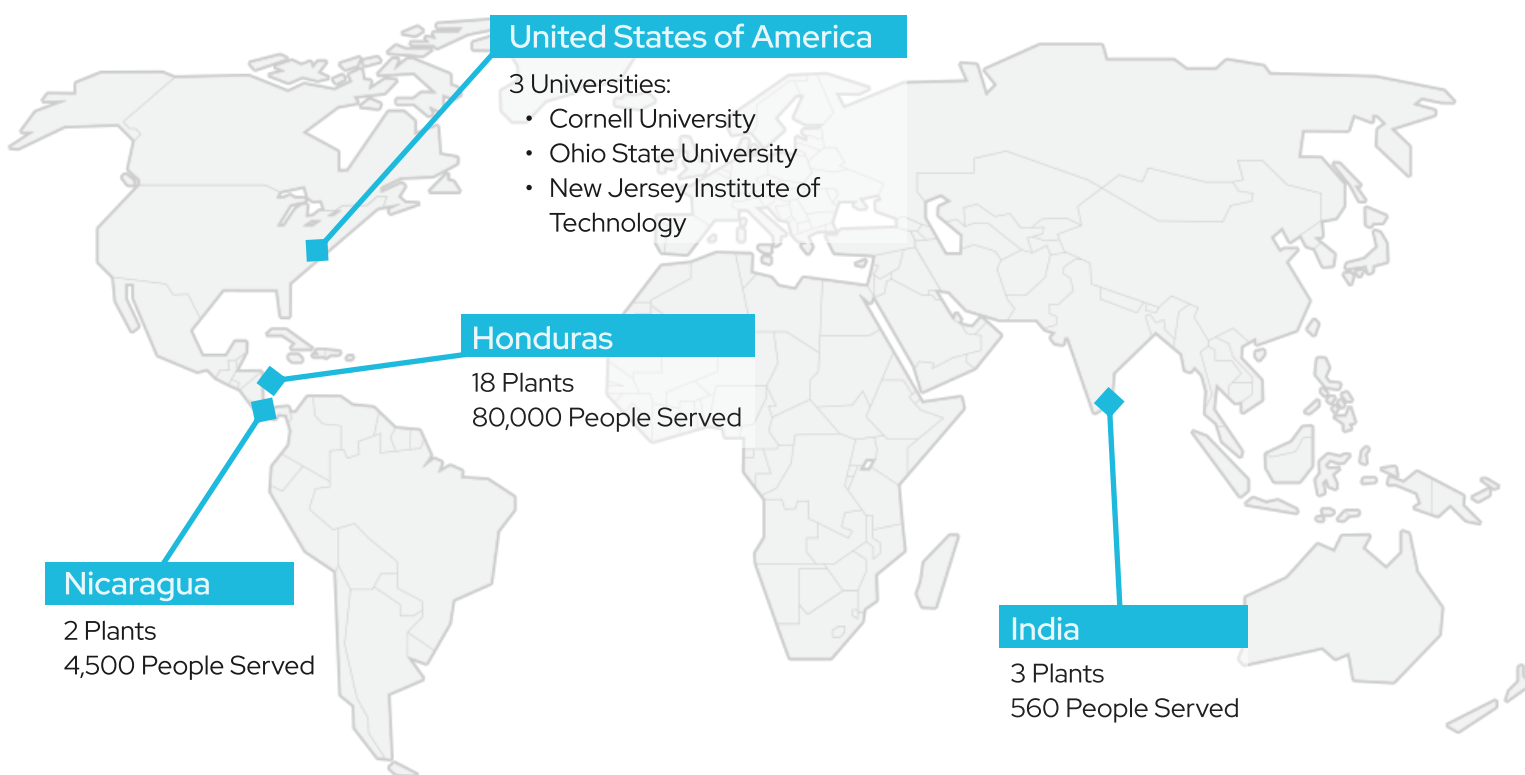 United States of America
3 Universities:
• Cornell University
• Ohio State University
• New Jersey Institute of
Technology
Honduras
18 Plants
80,000 People Served
Nicaragua
2 Plants
4,500 People Served
India
3 Plants
560 People Served